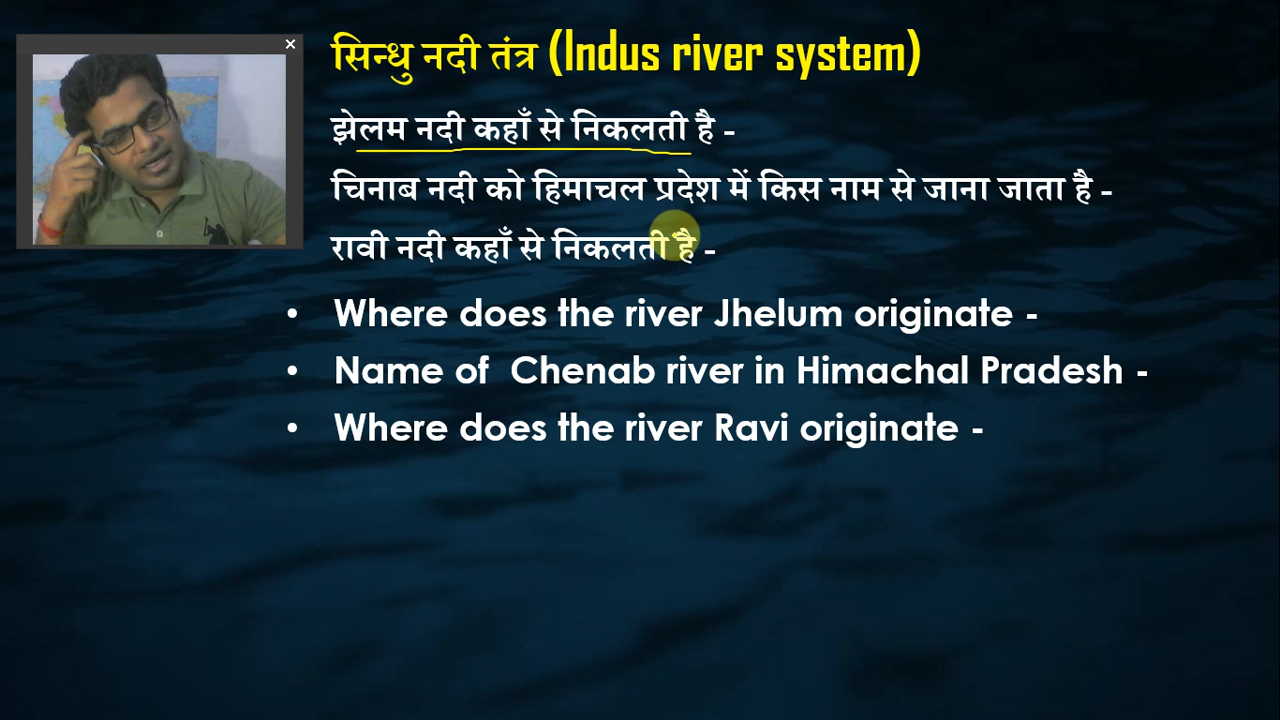 सिन्धु नदी तंत्र (Indus river system)
झेलम नदी कहाँ से निकलती है -
चिनाब नदी को हिमाचल प्रदेश में किस नाम से जाना जाता है -
रावी नदी कहाँ से निकलती है -
• Where does the river Jhelum originate -
• Name of Chenab river in Himachal Pradesh -
• Where does the river Ravi originate -